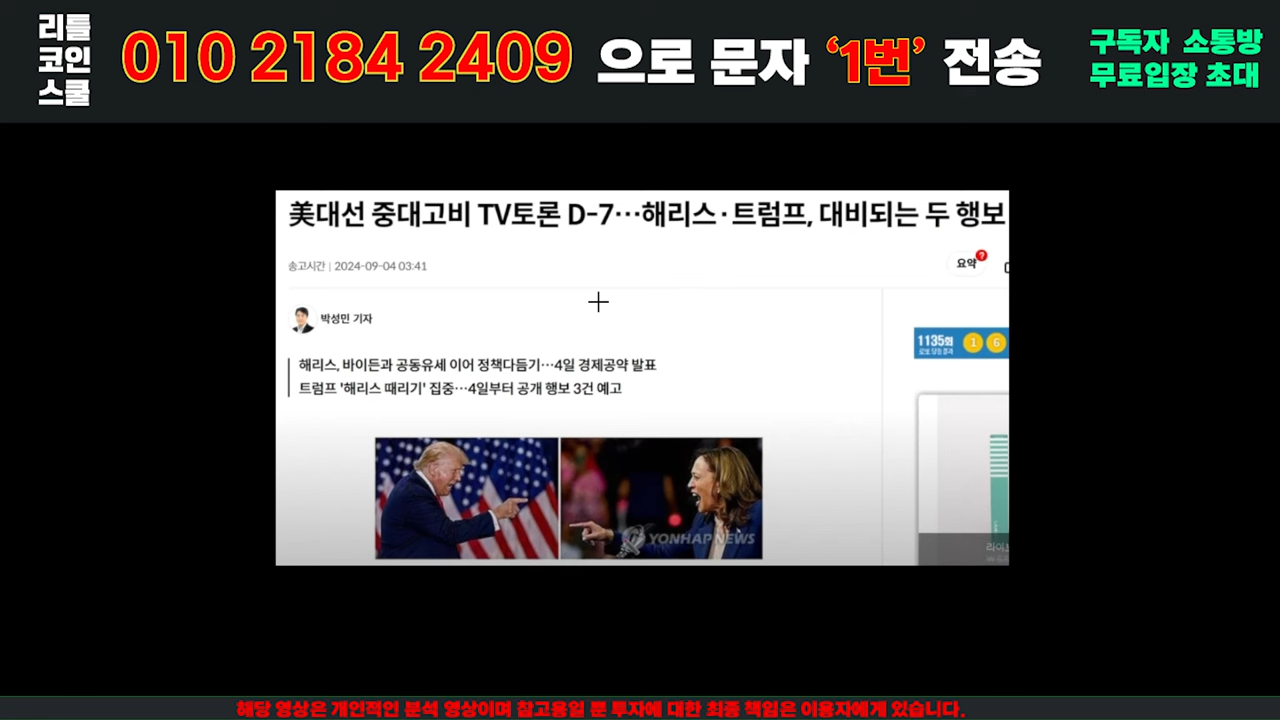 리틀
코인
스쿨
010 2184 2409 으로 문자 ‘1번’ 전송
구독자 소통방
무료입장 초대
美대선 중대고비 TV토론 D-7…해리스·트럼프, 대비되는 두 행보
송고시간 | 2024-09-04 03:41
요약 ?
박성민 기자
1135회
1 6
해리스, 바이든과 공동유세 이어 정책다듬기…4일 경제공약 발표
트럼프 '해리스 때리기' 집중…4일부터 공개 행보 3건 예고
YONHAP NEWS
해당 영상은 개인적인 분석 영상이며 참고용일 뿐 투자에 대한 최종 책임은 이용자에게 있습니다.